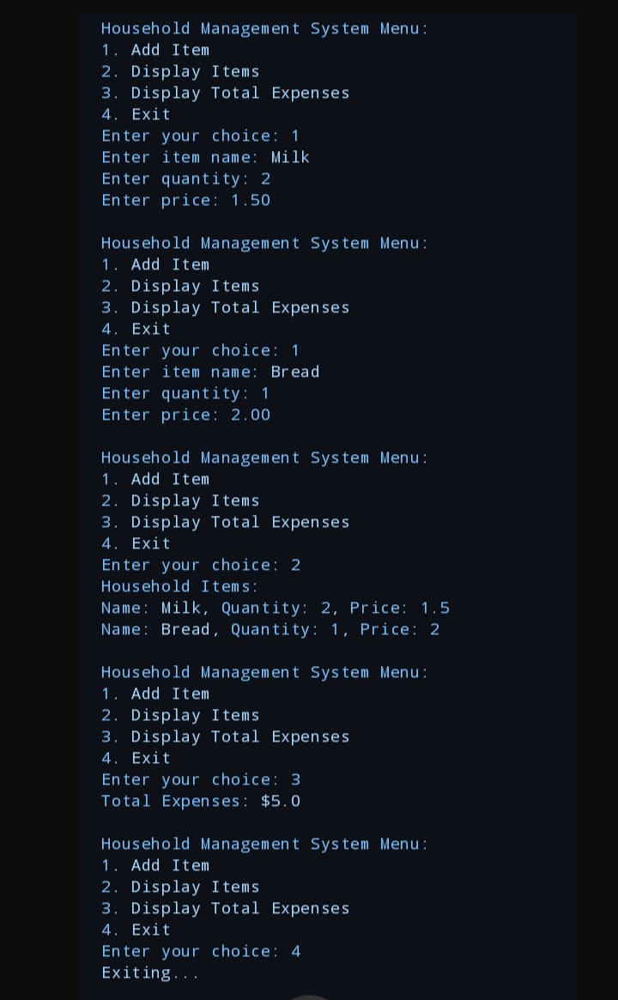 Household Management System Menu:
1. Add Item
2. Display Items
3. Display Total Expenses
4. Exit
Enter your choice: 1
Enter item name: Milk
Enter quantity: 2
Enter price: 1.50
Household Management System Menu:
1. Add Item
2. Display Items
3. Display Total Expenses
4. Exit
Enter your choice: 1
Enter item name: Bread
Enter quantity: 1
Enter price: 2.00
Household Management System Menu:
1. Add Item
2. Display Items
3. Display Total Expenses
4. Exit
Enter your choice: 2
Household Items:
Name: Milk, Quantity: 2, Price: 1.5
Name: Bread, Quantity: 1, Price: 2
Household Management System Menu:
1. Add Item
2. Display Items
3. Display Total Expenses
4. Exit
Enter your choice: 3
Total Expenses: $5.0
Household Management System Menu:
1. Add Item
2. Display Items
3. Display Total Expenses
4. Exit
Enter your choice: 4
Exiting...